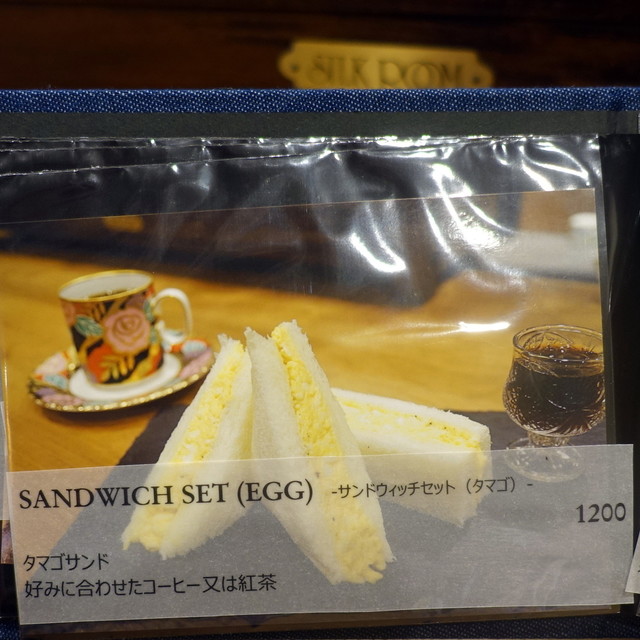 SILK ROOM
SANDWICH SET (EGG) -サンドウィッチセット（タマゴ）-
1200
タマゴサンド
好みに合わせたコーヒー又は紅茶